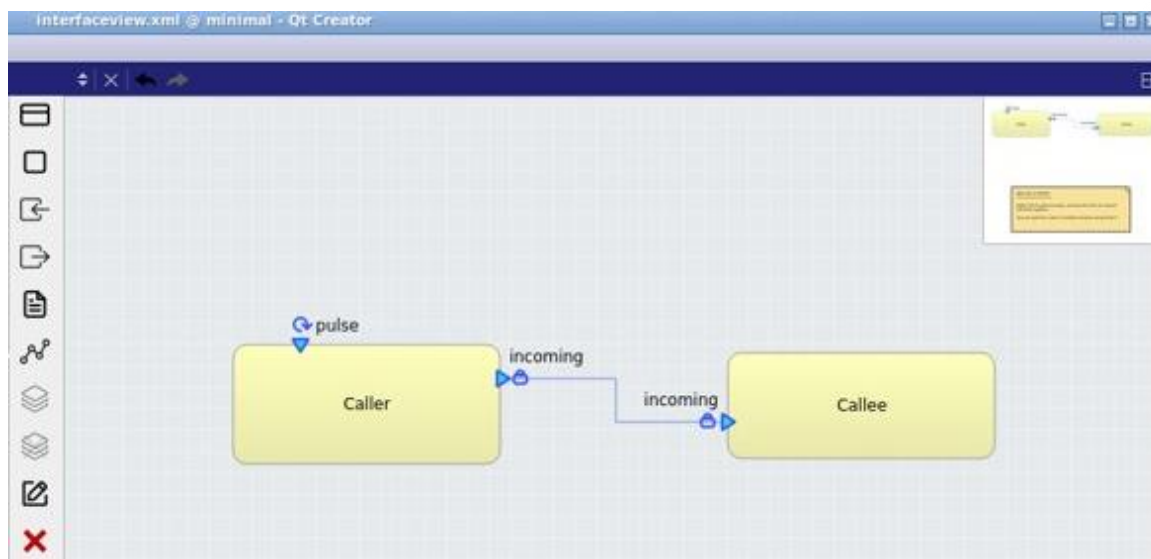 interfaceview.xml @ minimal - Qt Creator
pulse
incoming
Caller
incoming
Callee